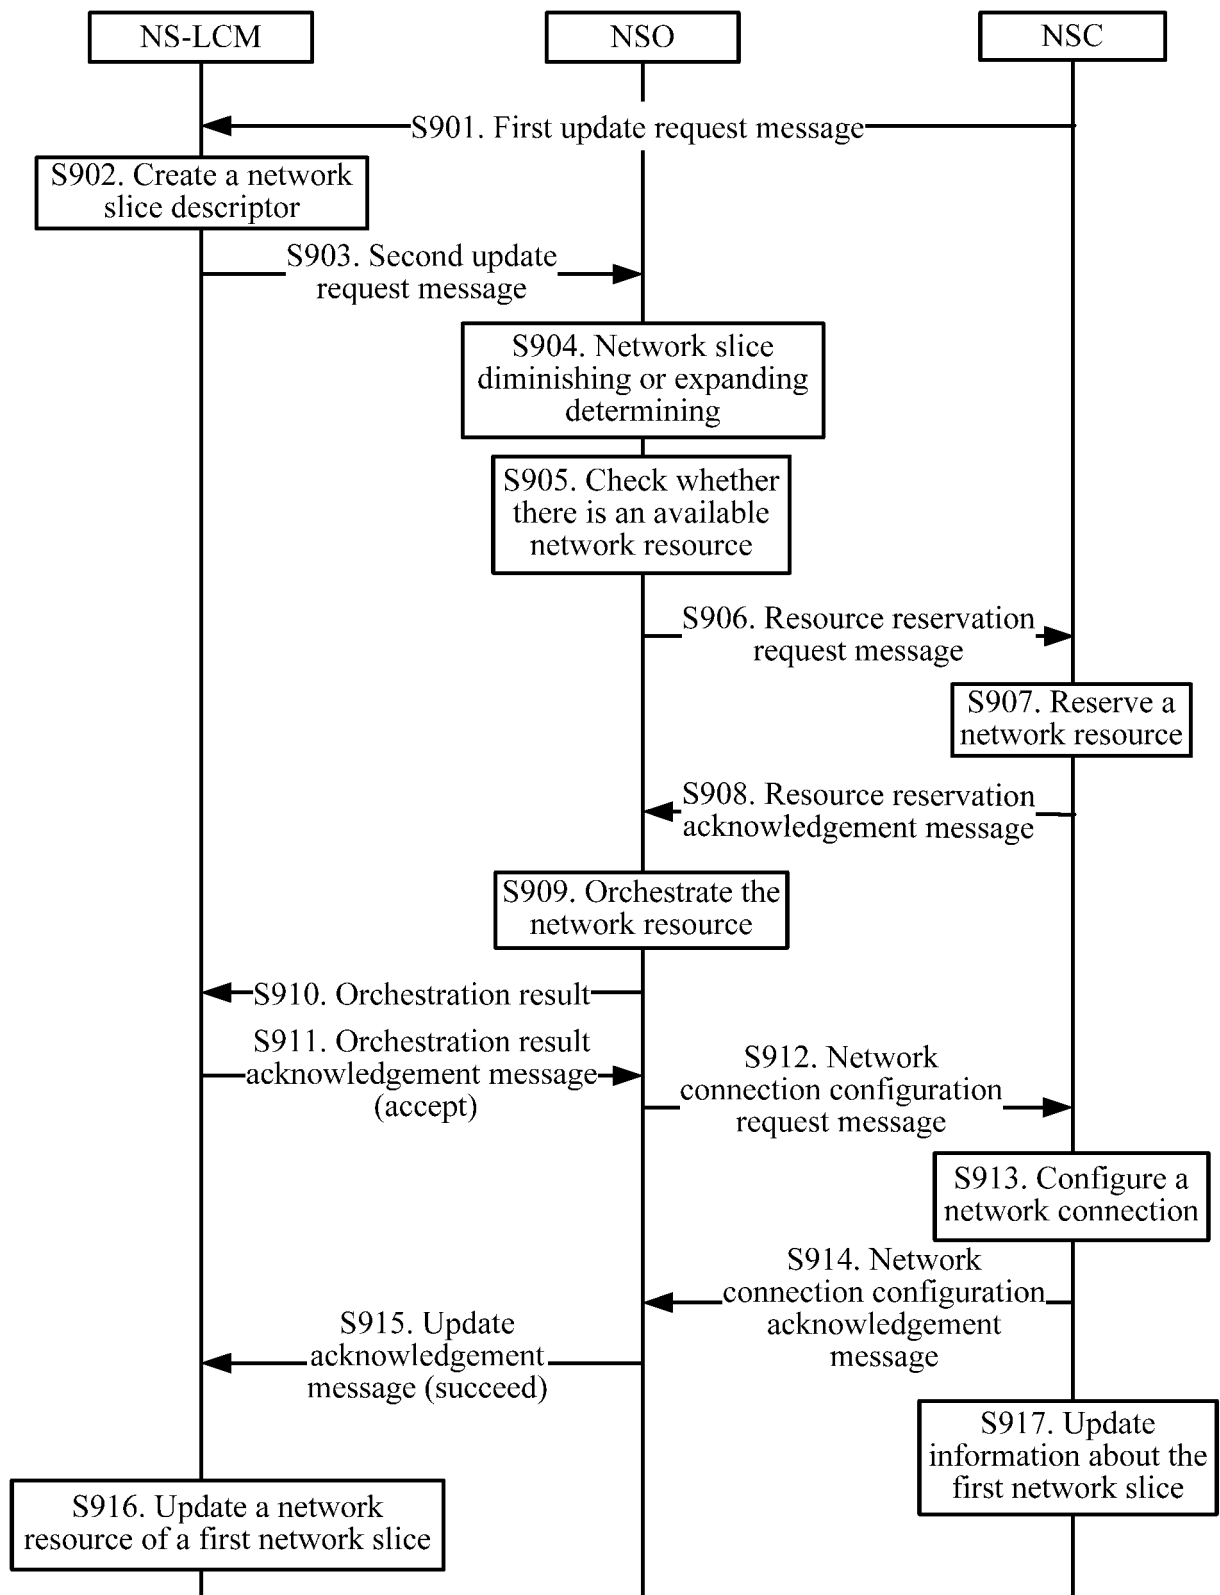 NS-LCM
NSO
NSC
S901. First update request message
S902. Create a network
slice descriptor
S903. Second update
request message
S904. Network slice
diminishing or expanding
determining
S905. Check whether
there is an available
network resource
S906. Resource reservation
request message
S907. Reserve a
network resource
S908. Resource reservation
acknowledgement message
S909. Orchestrate the
network resource
S910. Orchestration result
S911. Orchestration result
acknowledgement message
(accept)
S912. Network
connection configuration
request message
S913. Configure a
network connection
S914. Network
connection configuration
acknowledgement
message
S915. Update
acknowledgement
message (succeed)
S917. Update
information about the
first network slice
S916. Update a network
resource of a first network slice